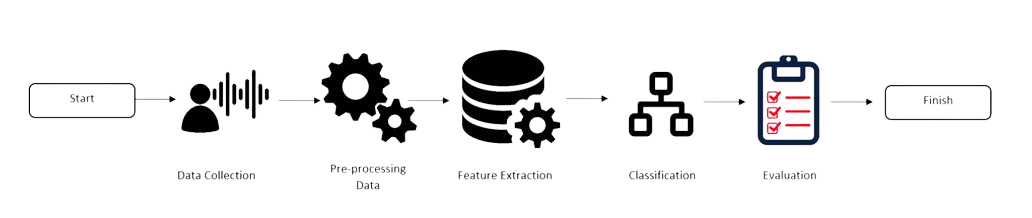 Start
Data Collection
Pre-processing
Data
Feature Extraction
Classification
Evaluation
Finish